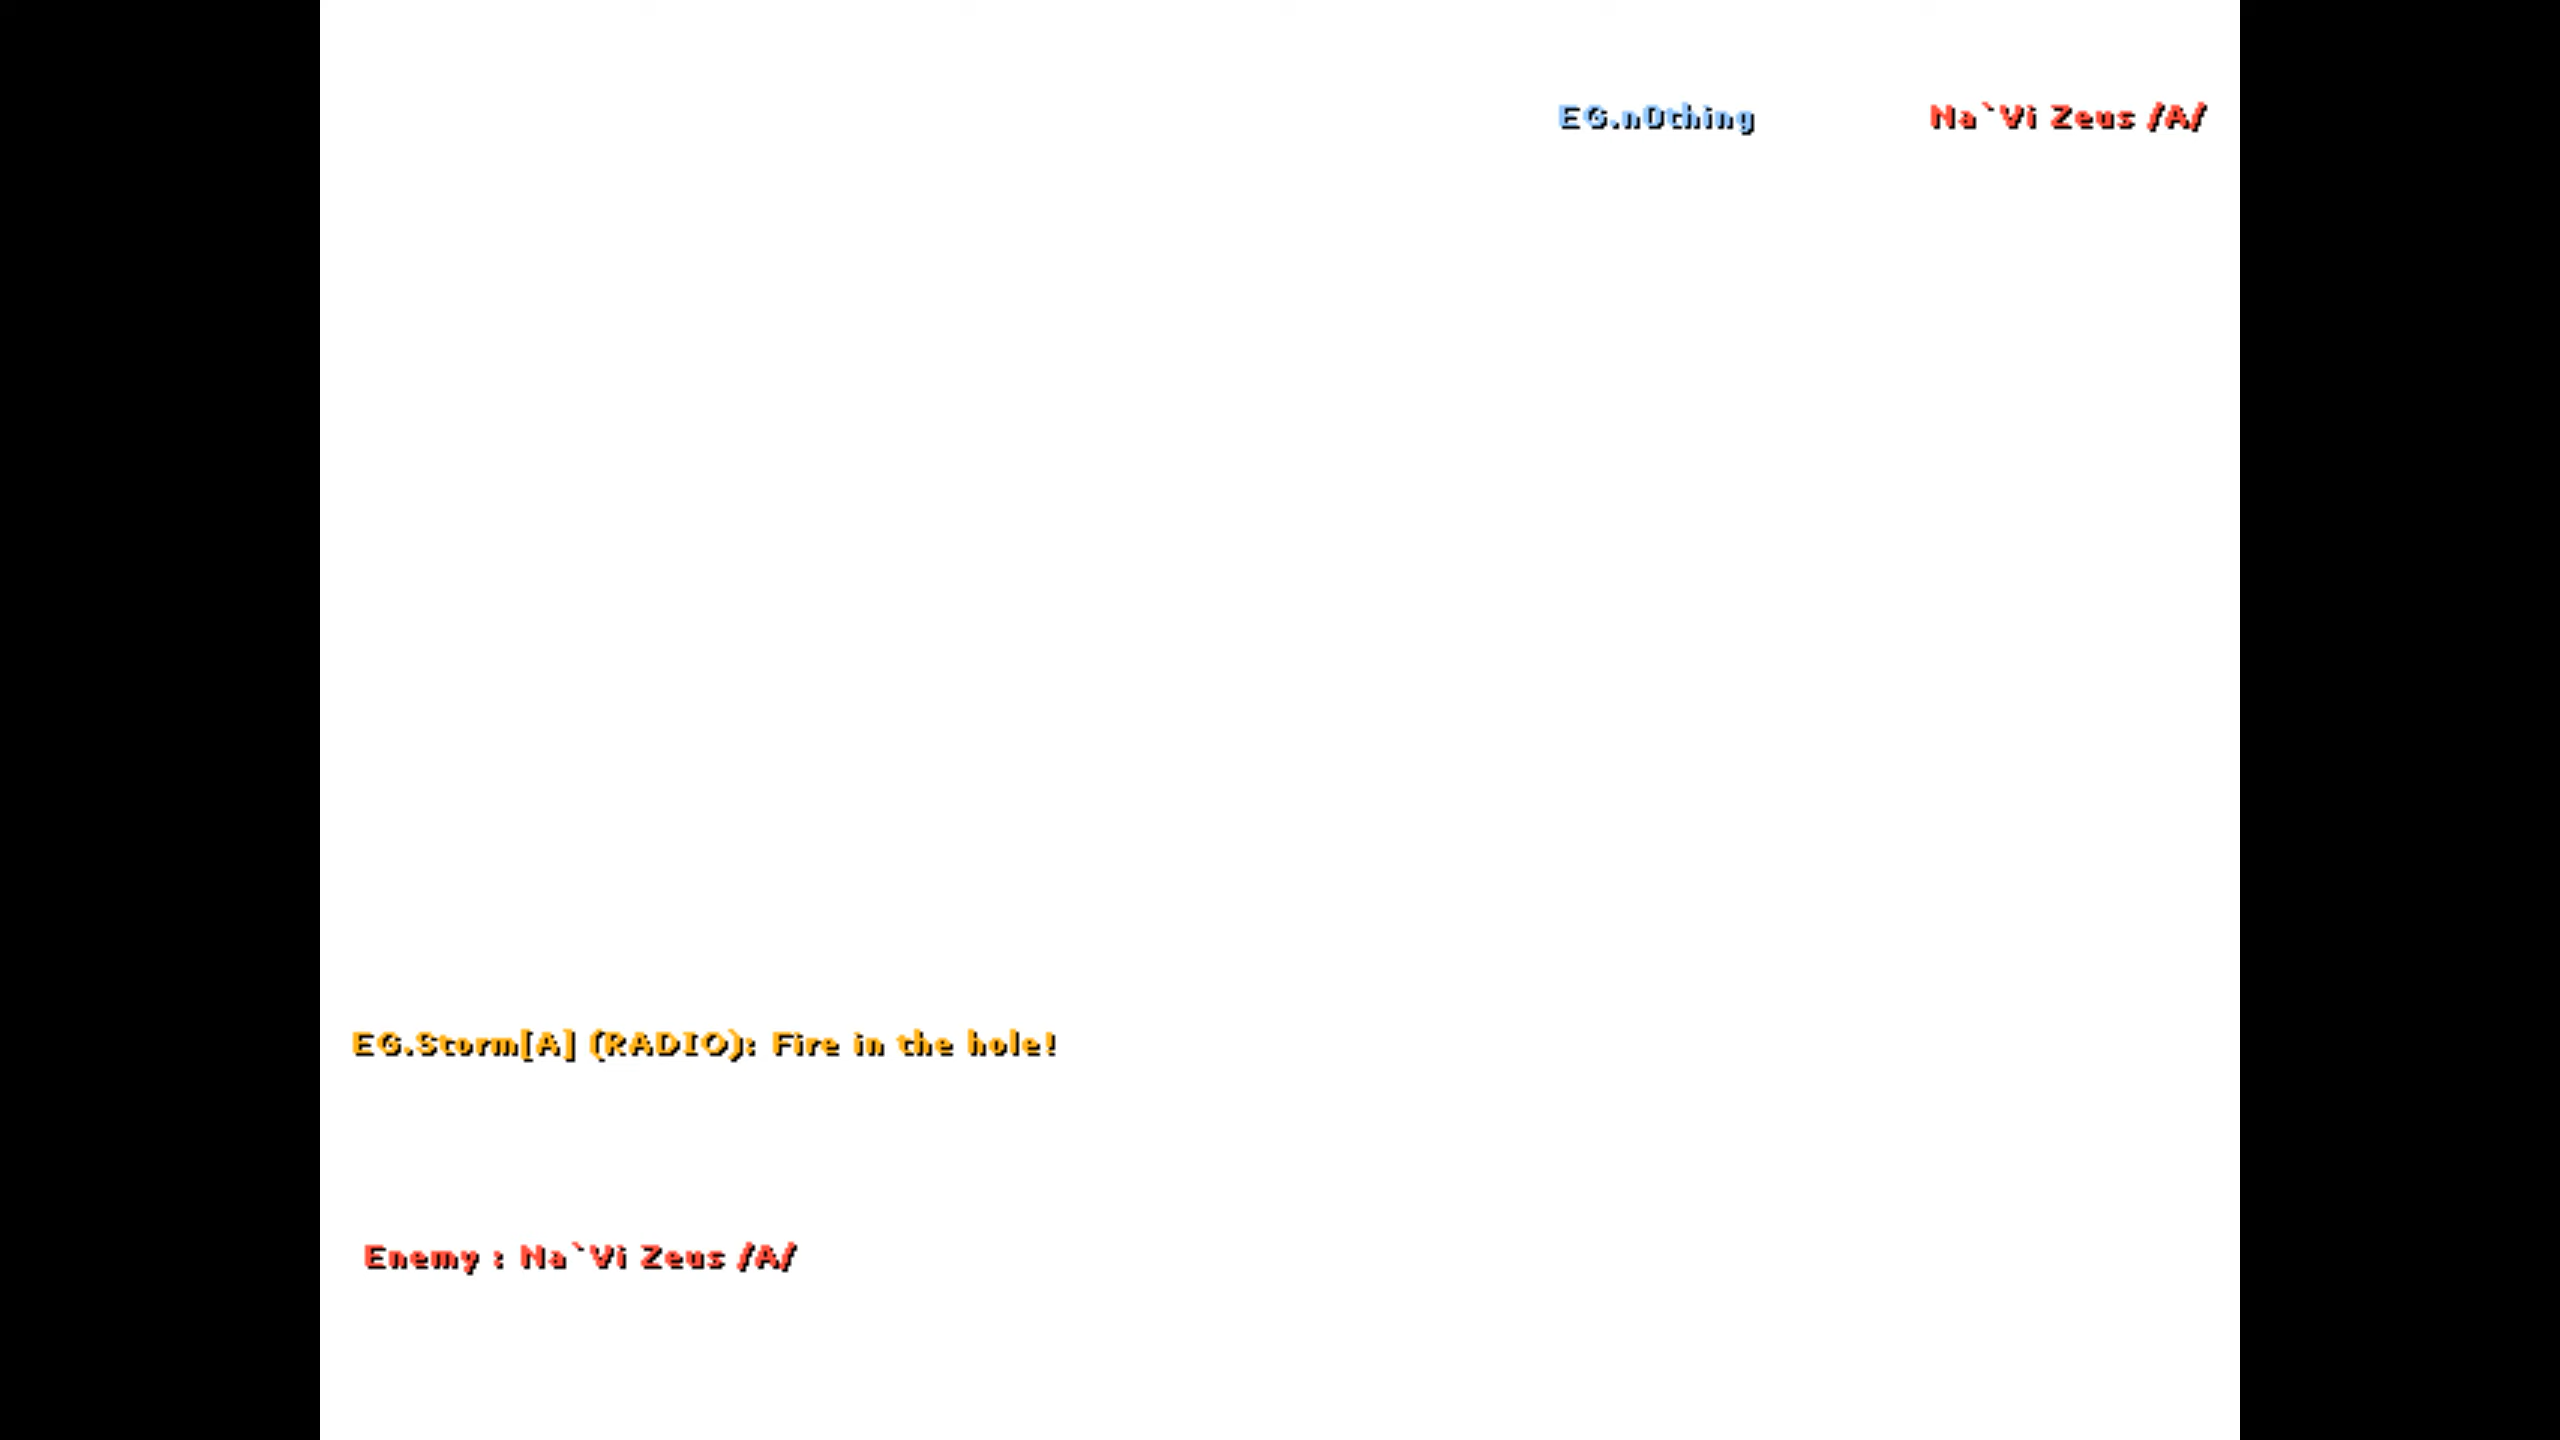 EG.n0thing Na`Vi Zeus /A/
EG.Storm[A] (RADIO): Fire in the hole!
Enemy : Na`Vi Zeus /A/